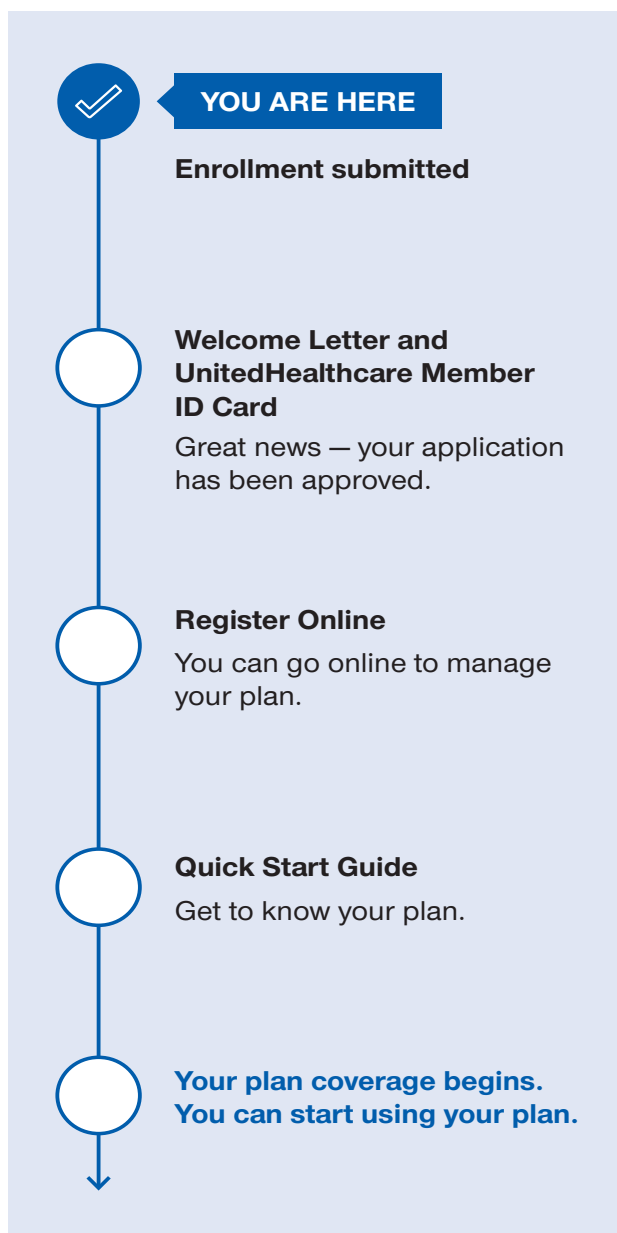 YOU ARE HERE
Enrollment submitted
Welcome Letter and
UnitedHealthcare Member
ID Card
Great news — your application
has been approved.
Register Online
You can go online to manage
your plan.
Quick Start Guide
Get to know your plan.
Your plan coverage begins.
You can start using your plan.